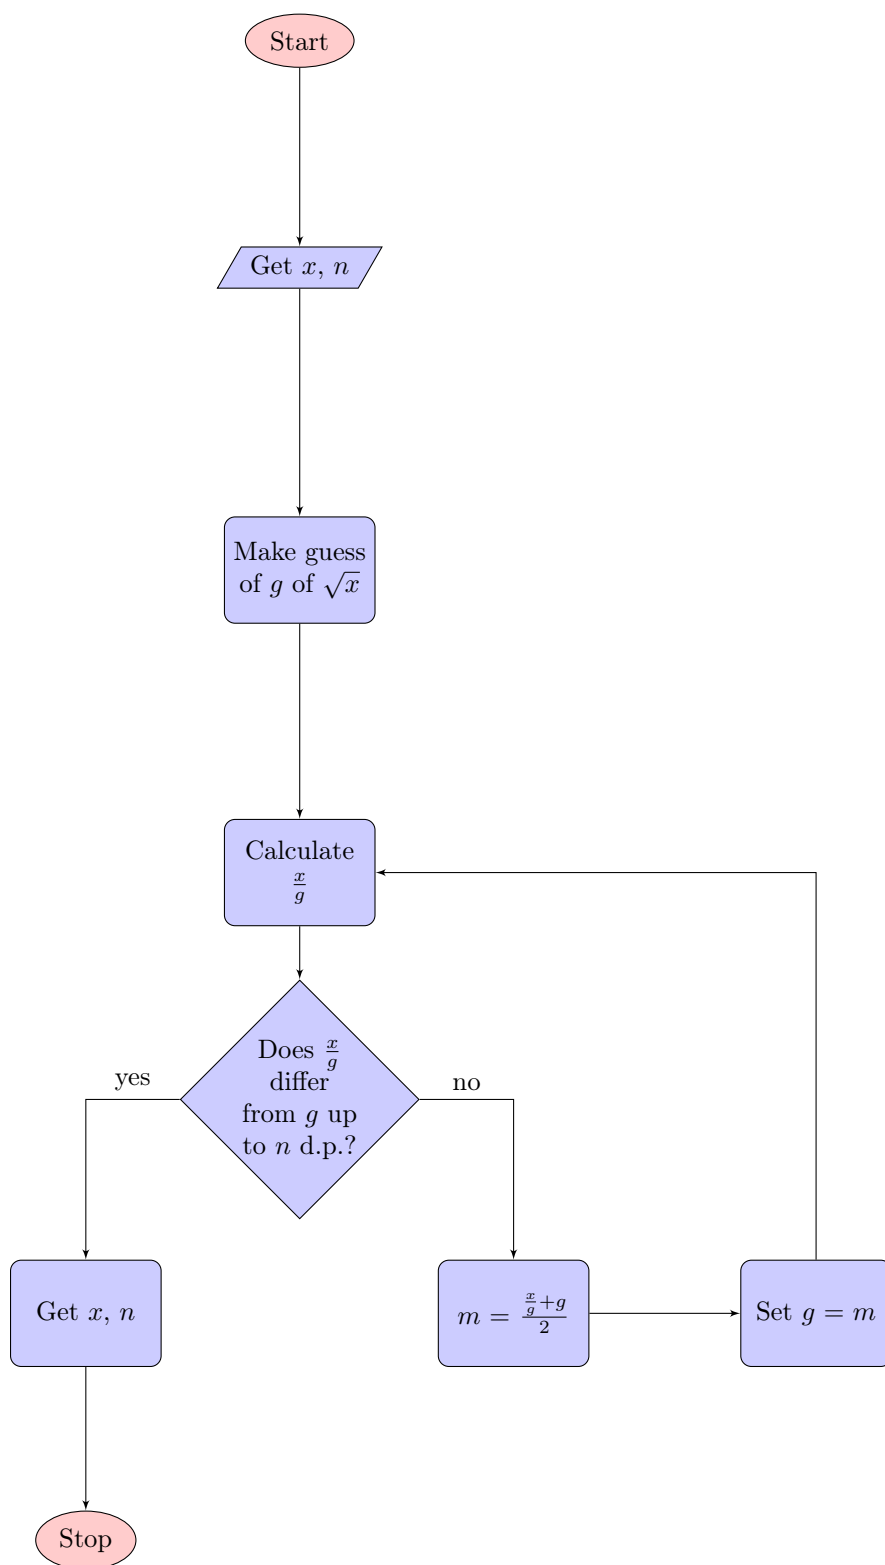 Start
Get x, n
Make guess
of g of √x
Calculate
x/g
Does x/g
differ
from g up
to n d.p.?
yes
no
Get x, n
m = (x/g + g)/2
Set g = m
Stop